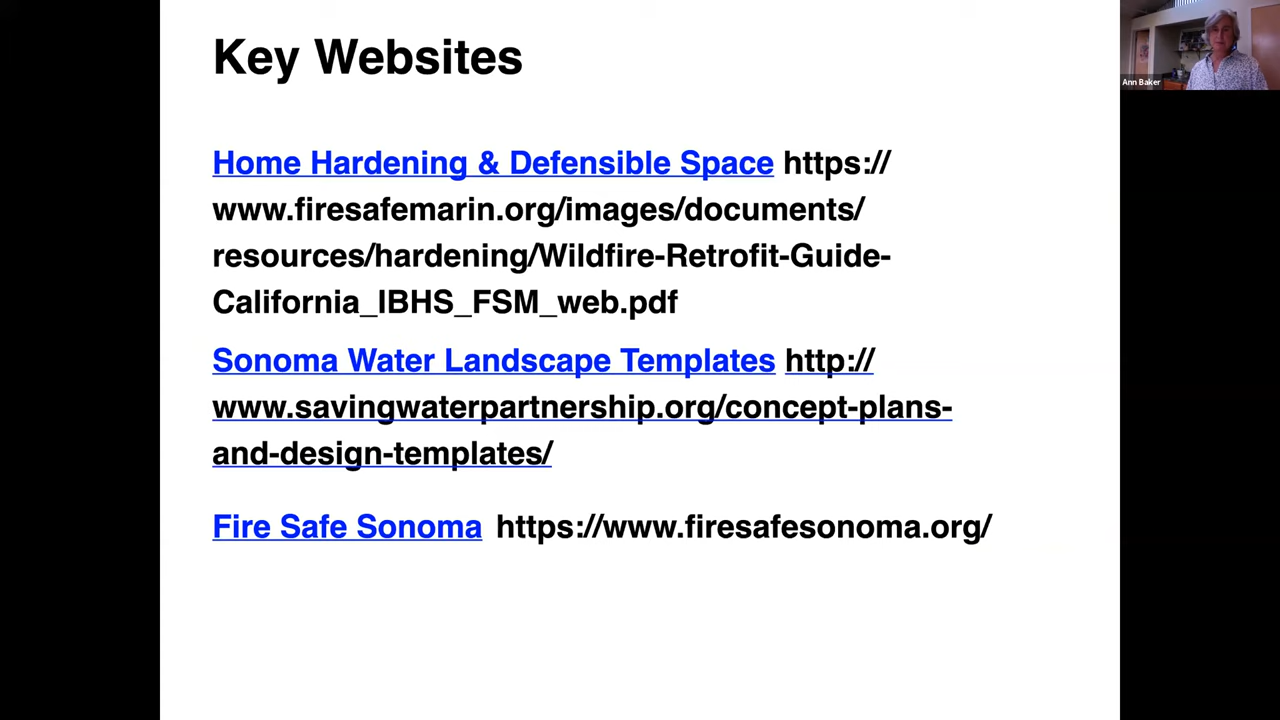 Key Websites
Ann Baker
Home Hardening & Defensible Space https://
www.firesafemarin.org/images/documents/
resources/hardening/Wildfire-Retrofit-Guide-
California_IBHS_FSM_web.pdf
Sonoma Water Landscape Templates http://
www.savingwaterpartnership.org/concept-plans-
and-design-templates/
Fire Safe Sonoma https://www.firesafesonoma.org/